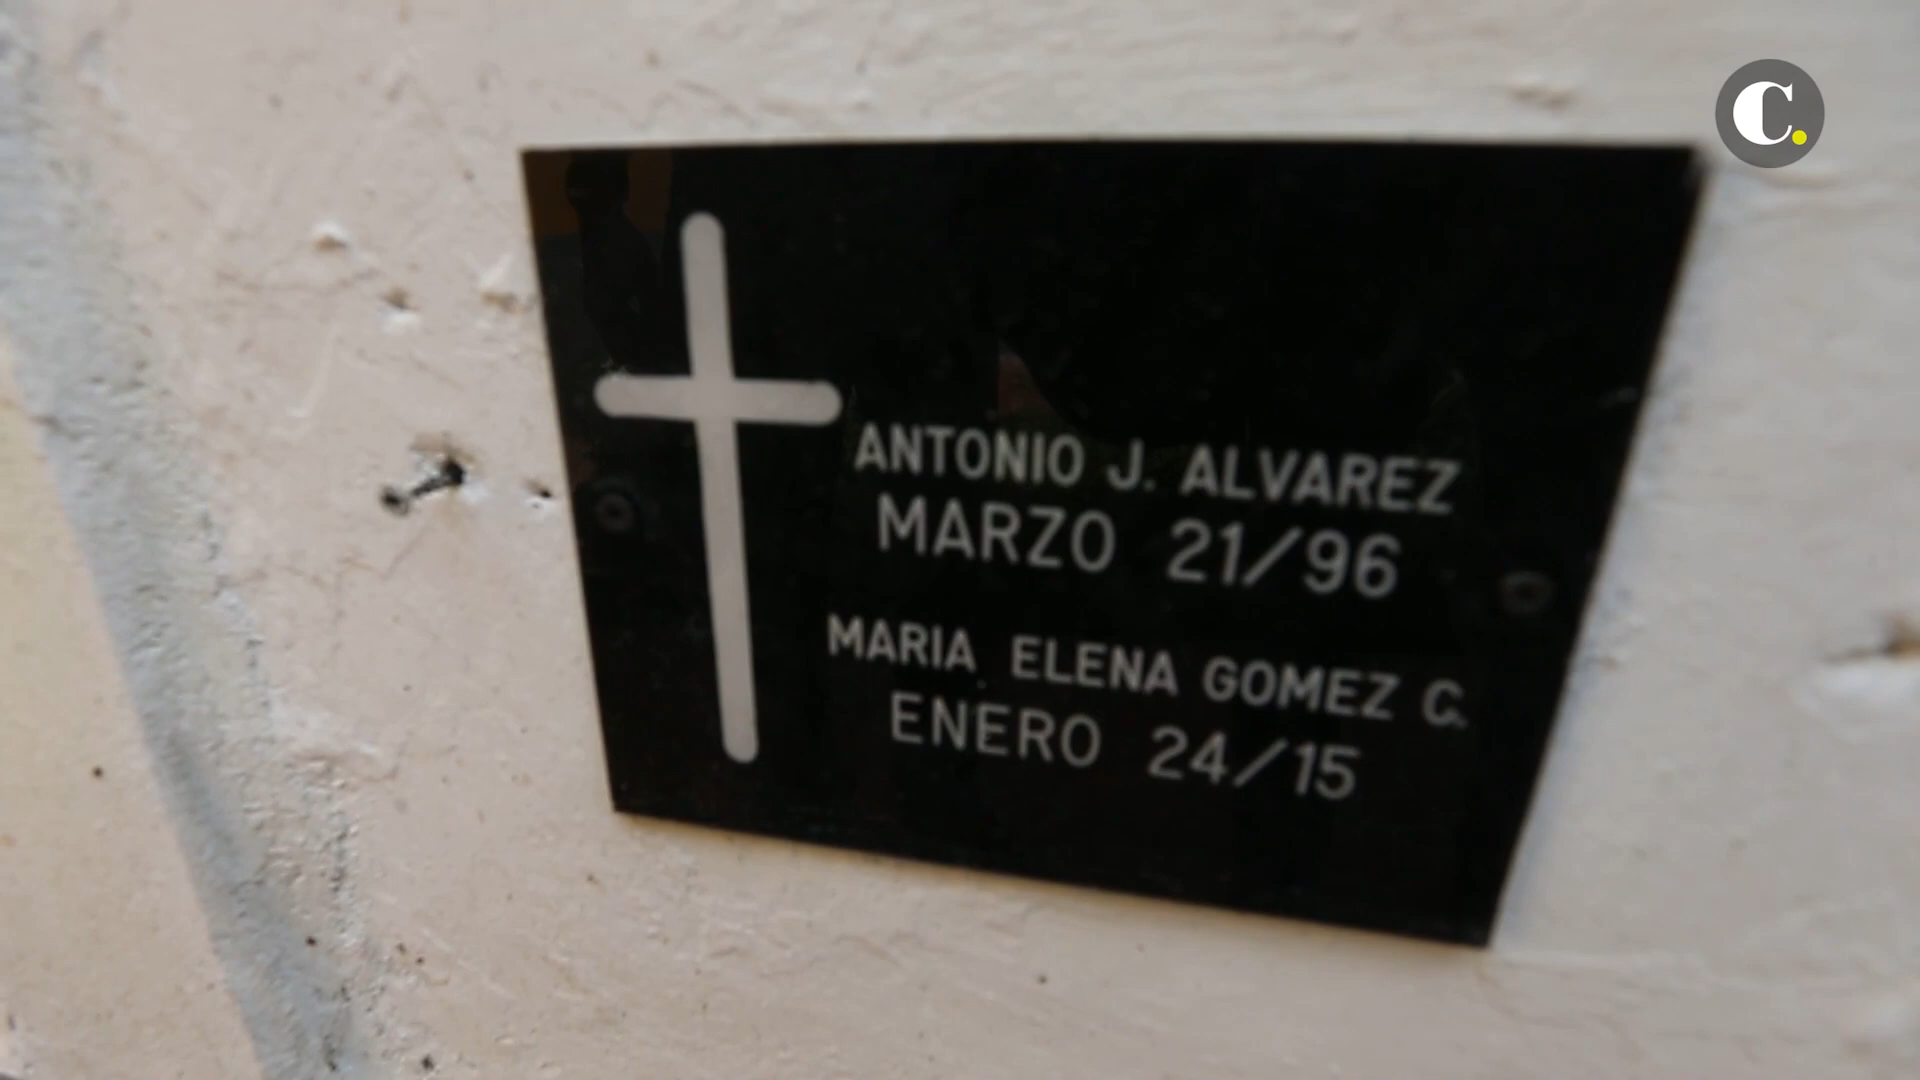 C.
ANTONIO J. ALVAREZ
MARZO 21/96
MARIA ELENA GOMEZ C.
ENERO 24/15